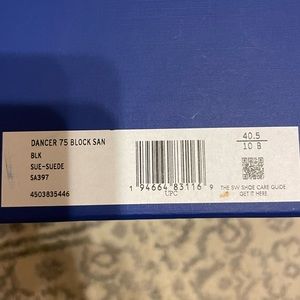 DANCER 75 BLOCK SAN
BLK
SUE-SUEDE
SA397
4503835446
1 94664 83116 9
UPC
40.5
10 B
THE SW SHOE CARE GUIDE
GET IT HERE.